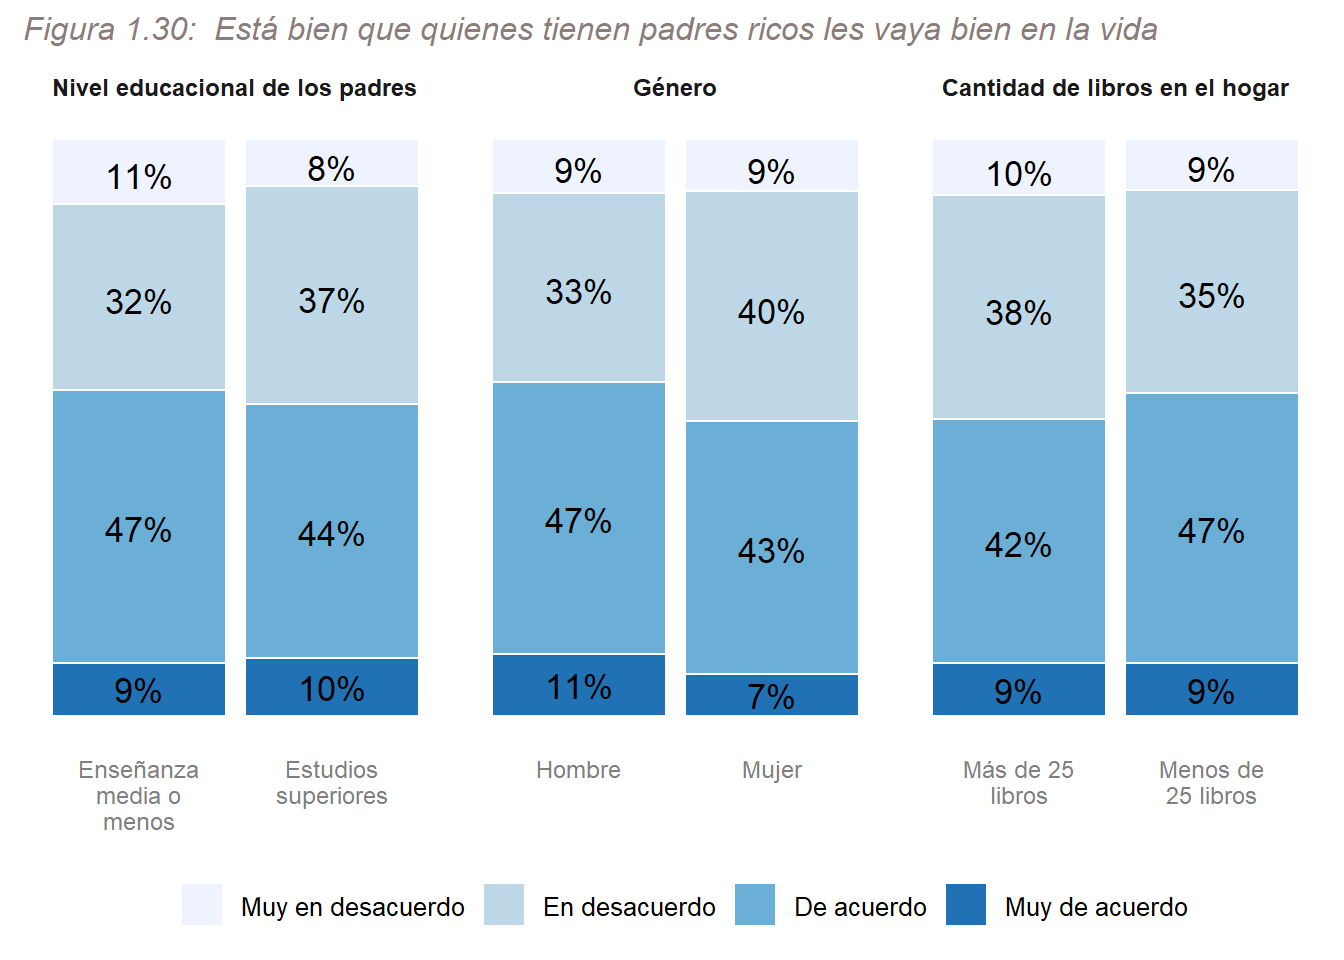 Figura 1.30:  Está bien que quienes tienen padres ricos les vaya bien en la vida
Nivel educacional de los padres
11%
8%
32%
37%
47%
44%
9%
10%
Enseñanza
media o
menos
Estudios
superiores
Género
9%
9%
33%
40%
47%
43%
11%
7%
Hombre
Mujer
Cantidad de libros en el hogar
10%
9%
38%
35%
42%
47%
9%
9%
Más de 25
libros
Menos de
25 libros
Muy en desacuerdo
En desacuerdo
De acuerdo
Muy de acuerdo